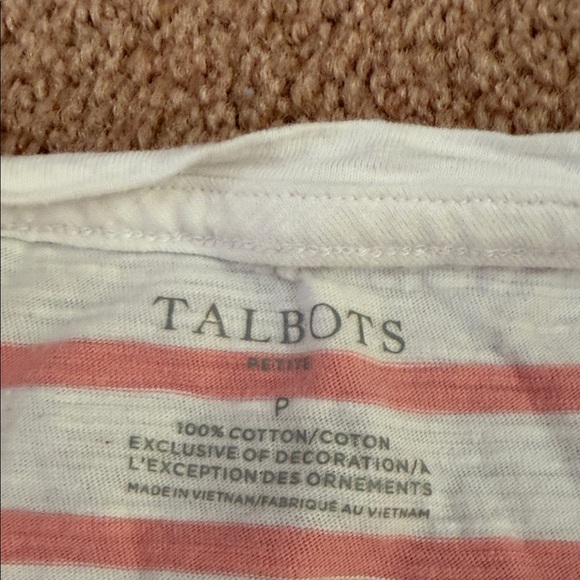 TALBOTS
PETITE
P
100% COTTON/COTON
EXCLUSIVE OF DECORATION/À
L'EXCEPTION DES ORNEMENTS
MADE IN VIETNAM/FABRIQUÉ AU VIETNAM